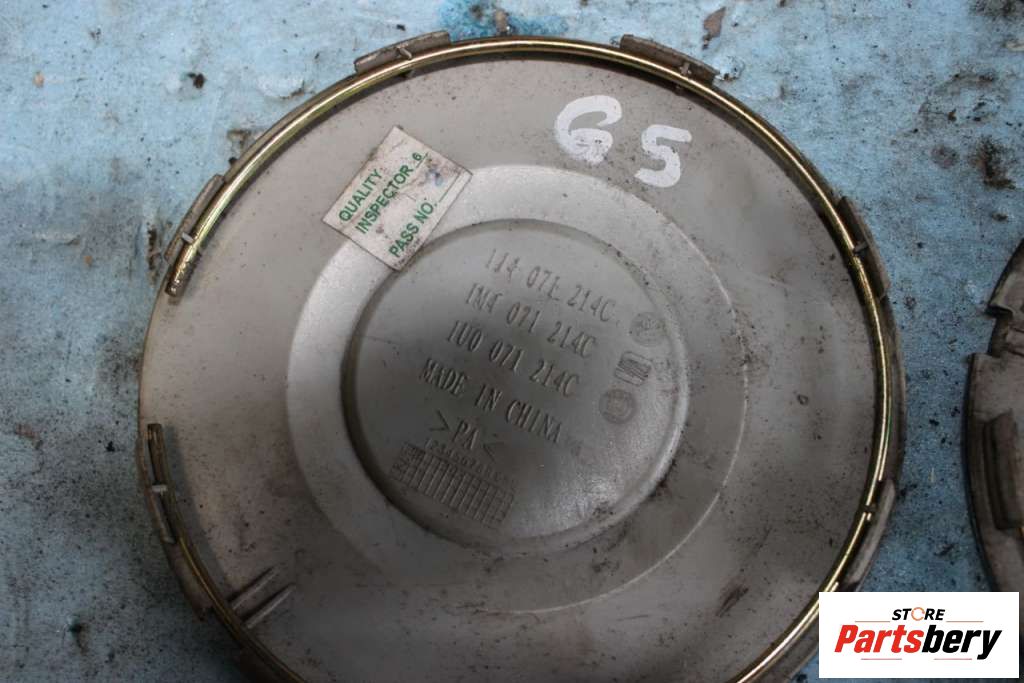 G5
QUALITY
INSPECTOR 6
PASS NO.
1J4 071 214C
1M4 071 214C
1U0 071 214C
MADE IN CHINA
>PA<
STORE
Partsbery